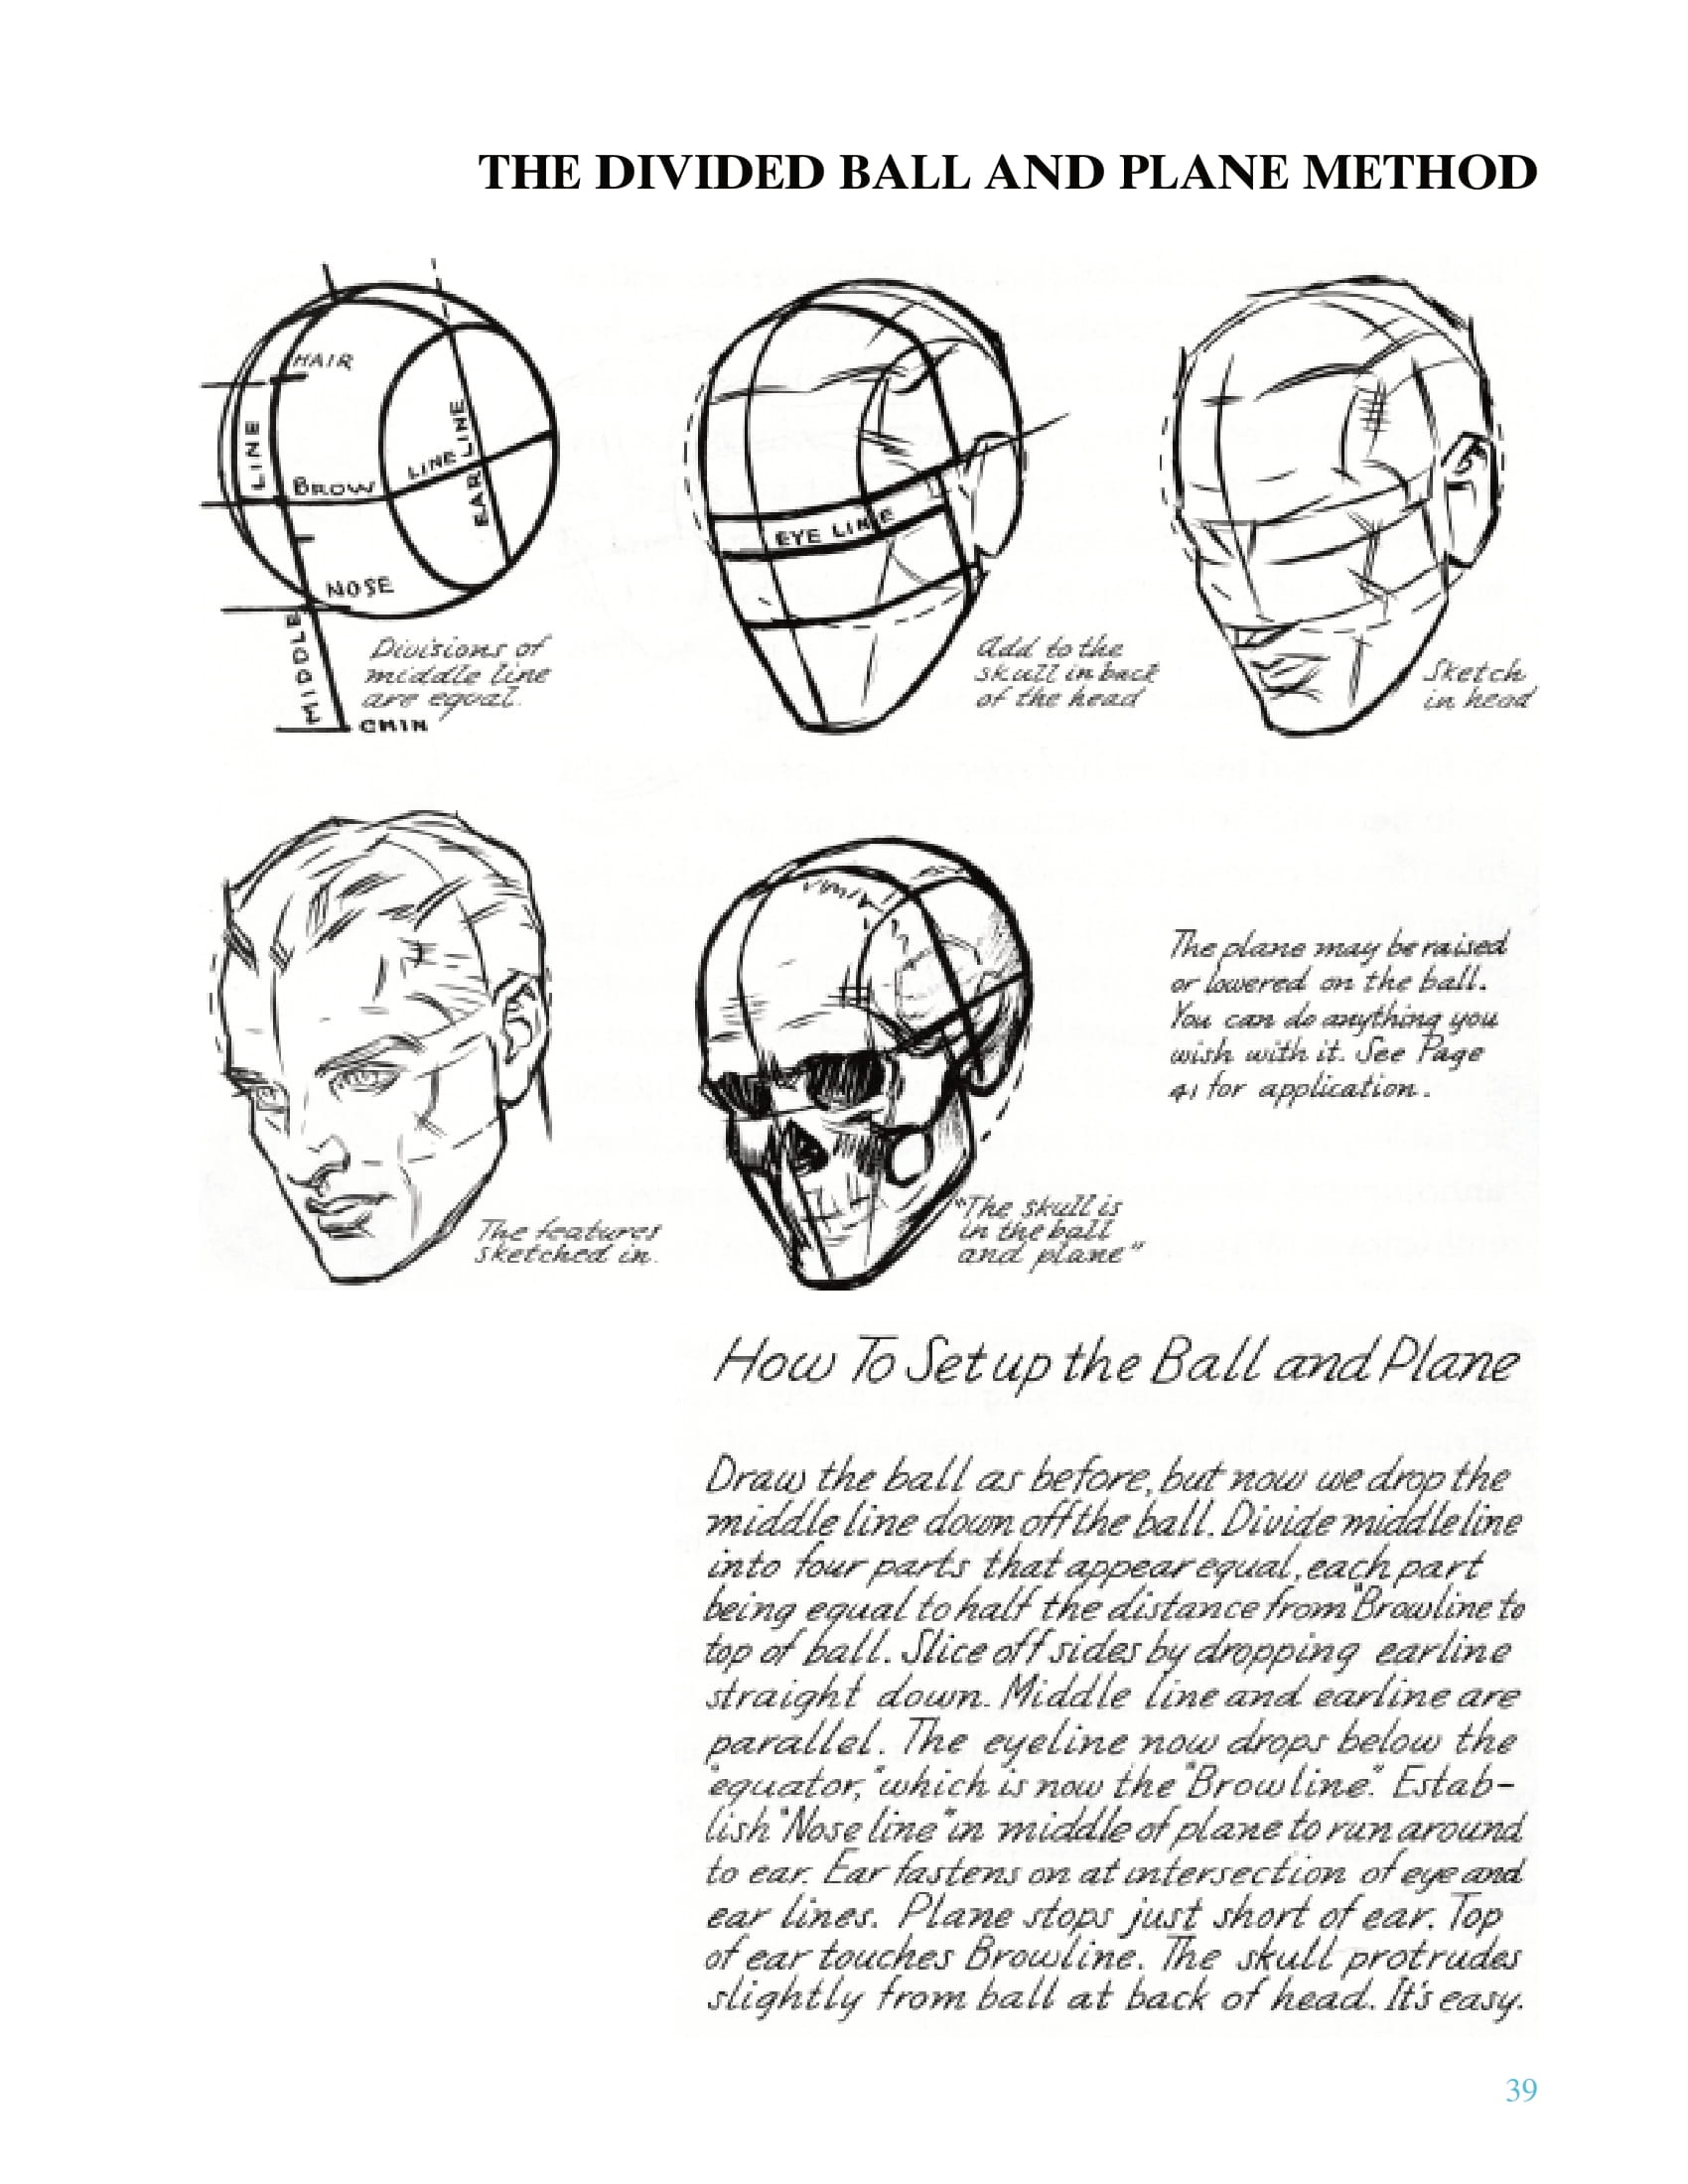 THE DIVIDED BALL AND PLANE METHOD
HAIR
LINE
BROW
LINE
EAR LINE
NOSE
MIDDLE
CHIN
Divisions of
middle line
are equal.
EYE LINE
Add to the
skull in back
of the head
Sketch
in head
The features
sketched in.
"The skull is
in the ball
and plane"
The plane may be raised
or lowered on the ball.
You can do anything you
wish with it. See Page
41 for application.
How To Set up the Ball and Plane
Draw the ball as before, but now we drop the
middle line down off the ball. Divide middle line
into four parts that appear equal, each part
being equal to half the distance from "Browline to
top of ball. Slice off sides by dropping earline
straight down. Middle line and earline are
parallel. The eyeline now drops below the
"equator," which is now the "Browline." Estab-
lish "Nose line" in middle of plane to run around
to ear. Ear fastens on at intersection of eye and
ear lines. Plane stops just short of ear. Top
of ear touches Browline. The skull protrudes
slightly from ball at back of head. It's easy.
39